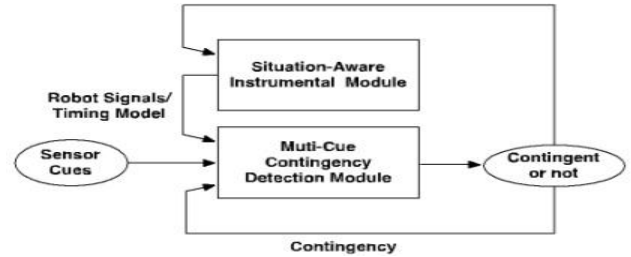 Situation-Aware
Instrumental Module
Robot Signals/
Timing Model
Sensor
Cues
Muti-Cue
Contingency
Detection Module
Contingent
or not
Contingency